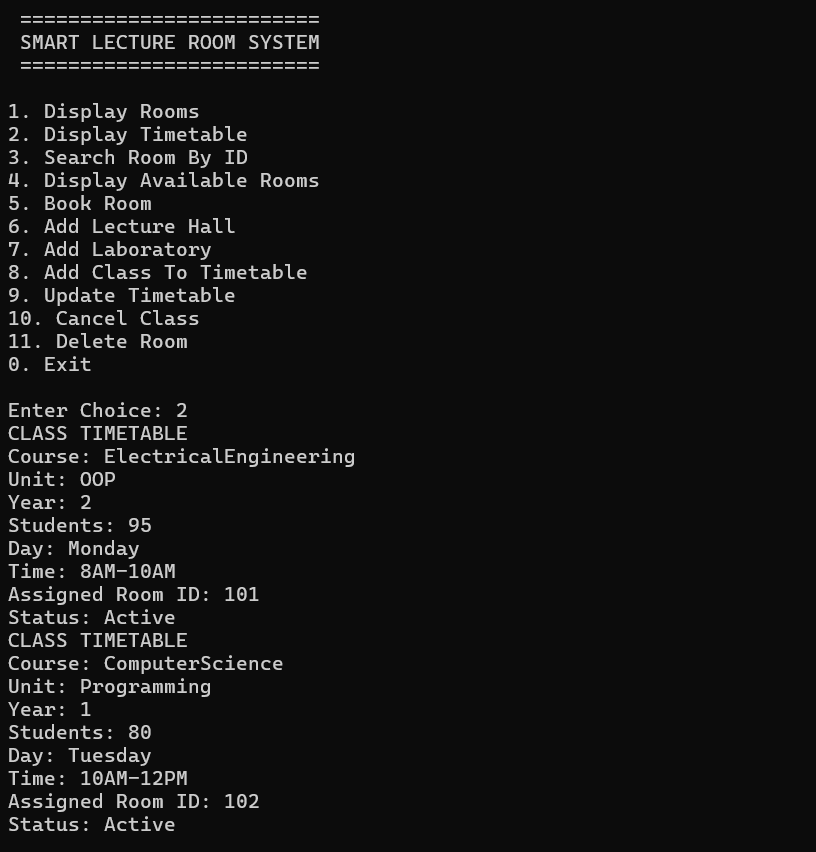 =========================
SMART LECTURE ROOM SYSTEM
=========================
1. Display Rooms
2. Display Timetable
3. Search Room By ID
4. Display Available Rooms
5. Book Room
6. Add Lecture Hall
7. Add Laboratory
8. Add Class To Timetable
9. Update Timetable
10. Cancel Class
11. Delete Room
0. Exit
Enter Choice: 2
CLASS TIMETABLE
Course: ElectricalEngineering
Unit: OOP
Year: 2
Students: 95
Day: Monday
Time: 8AM-10AM
Assigned Room ID: 101
Status: Active
CLASS TIMETABLE
Course: ComputerScience
Unit: Programming
Year: 1
Students: 80
Day: Tuesday
Time: 10AM-12PM
Assigned Room ID: 102
Status: Active